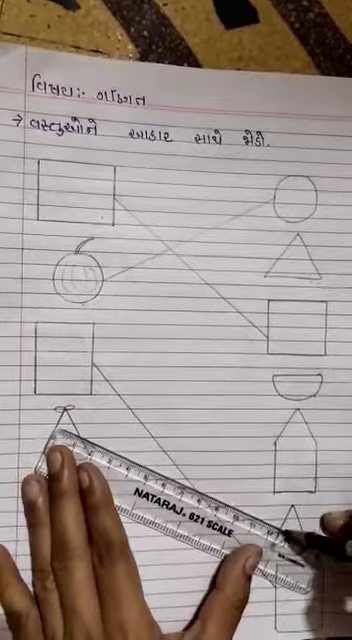 વિષય:- ગણિત
→ વસ્તુઓને આકાર સાથે જોડો.
NATARAJ® 621 SCALE